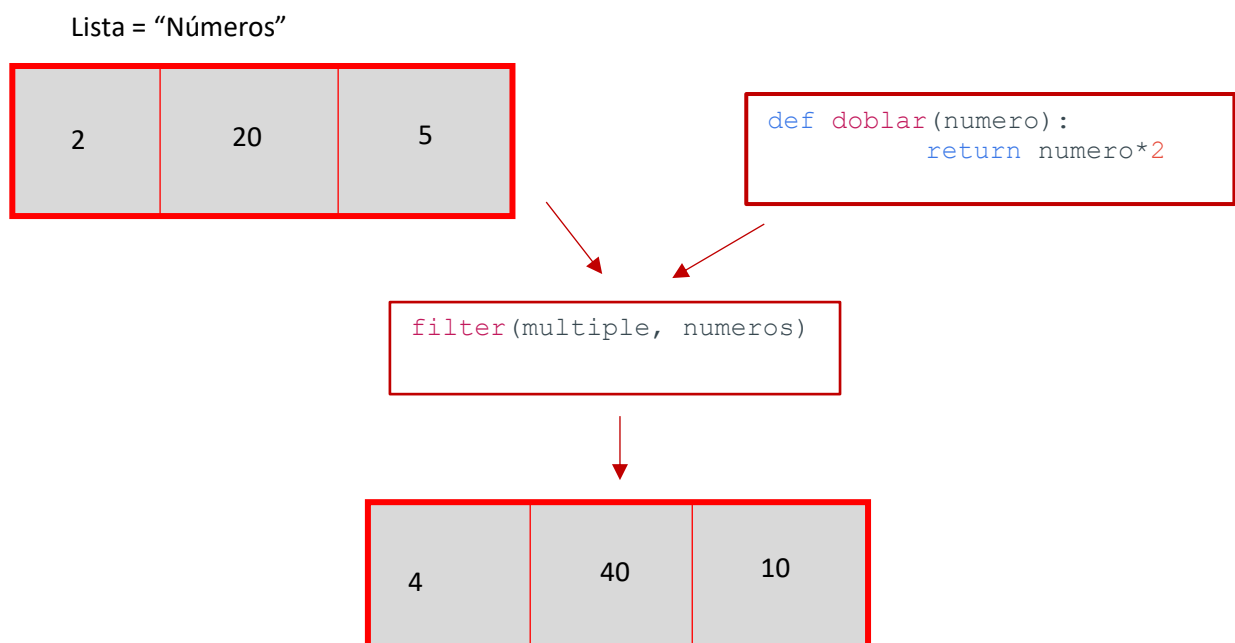 Lista = “Números”
2 20 5
def doblar(numero):
return numero*2
filter(multiple, numeros)
4 40 10